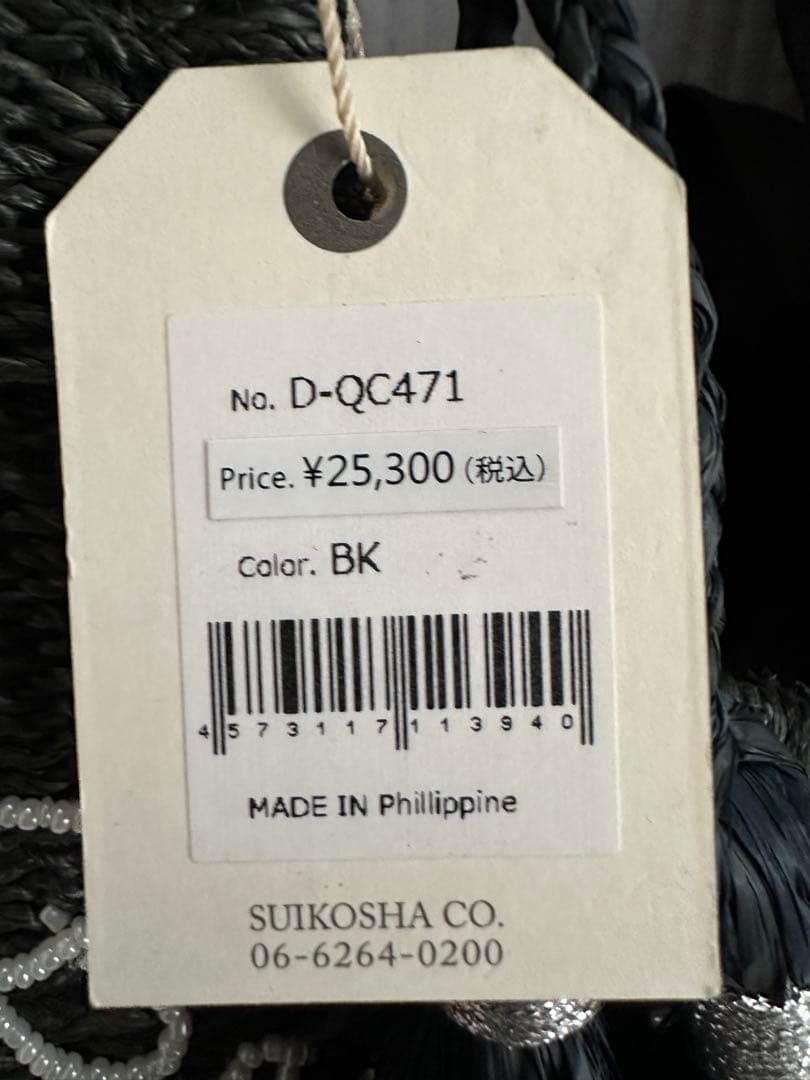 No. D-QC471
Price. ¥25,300(税込)
Color. BK
4 573117 113940
MADE IN Phillippine
SUIKOSHA CO.
06-6264-0200